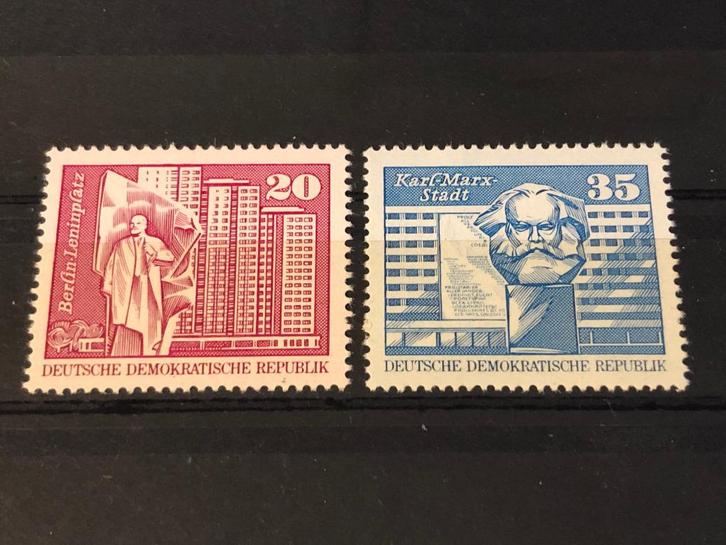 Berlin-Leninplatz
20
DEUTSCHE DEMOKRATISCHE REPUBLIK
Karl-Marx-
Stadt
35
DEUTSCHE DEMOKRATISCHE REPUBLIK